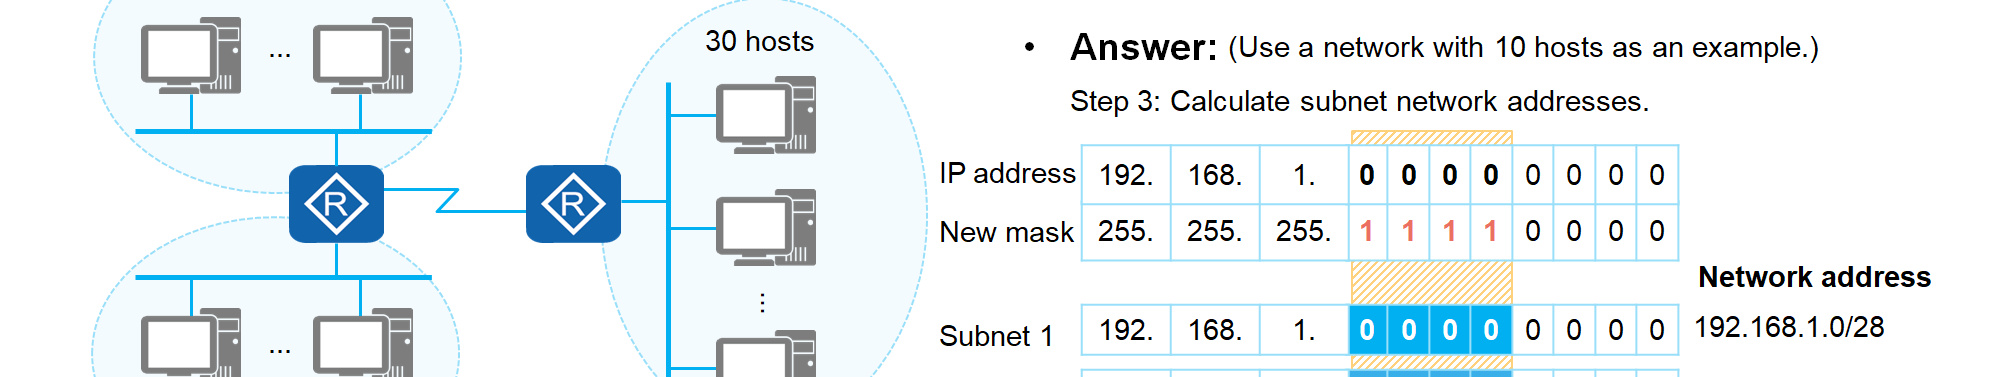 ...
R
R
...
30 hosts
...
• Answer: (Use a network with 10 hosts as an example.)
Step 3: Calculate subnet network addresses.
IP address 192. 168. 1. 0 0 0 0 0 0 0 0
New mask 255. 255. 255. 1 1 1 1 0 0 0 0
Network address
Subnet 1 192. 168. 1. 0 0 0 0 0 0 0 0 192.168.1.0/28